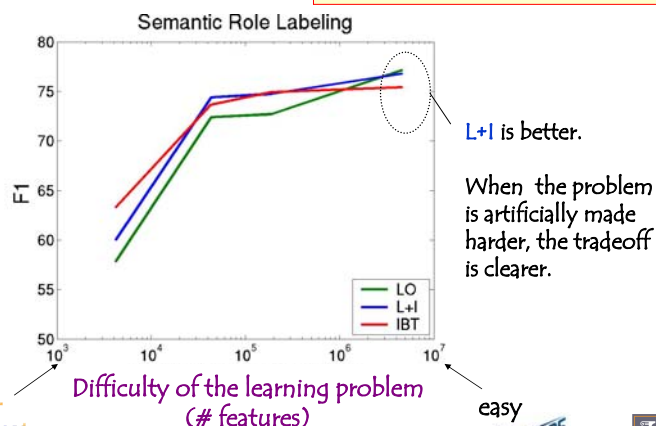 Semantic Role Labeling
80
75
70
65
60
55
50
F1
LO
L+I
IBT
10³ 10⁴ 10⁵ 10⁶ 10⁷
L+I is better.
When the problem
is artificially made
harder, the tradeoff
is clearer.
Difficulty of the learning problem
(# features)
easy